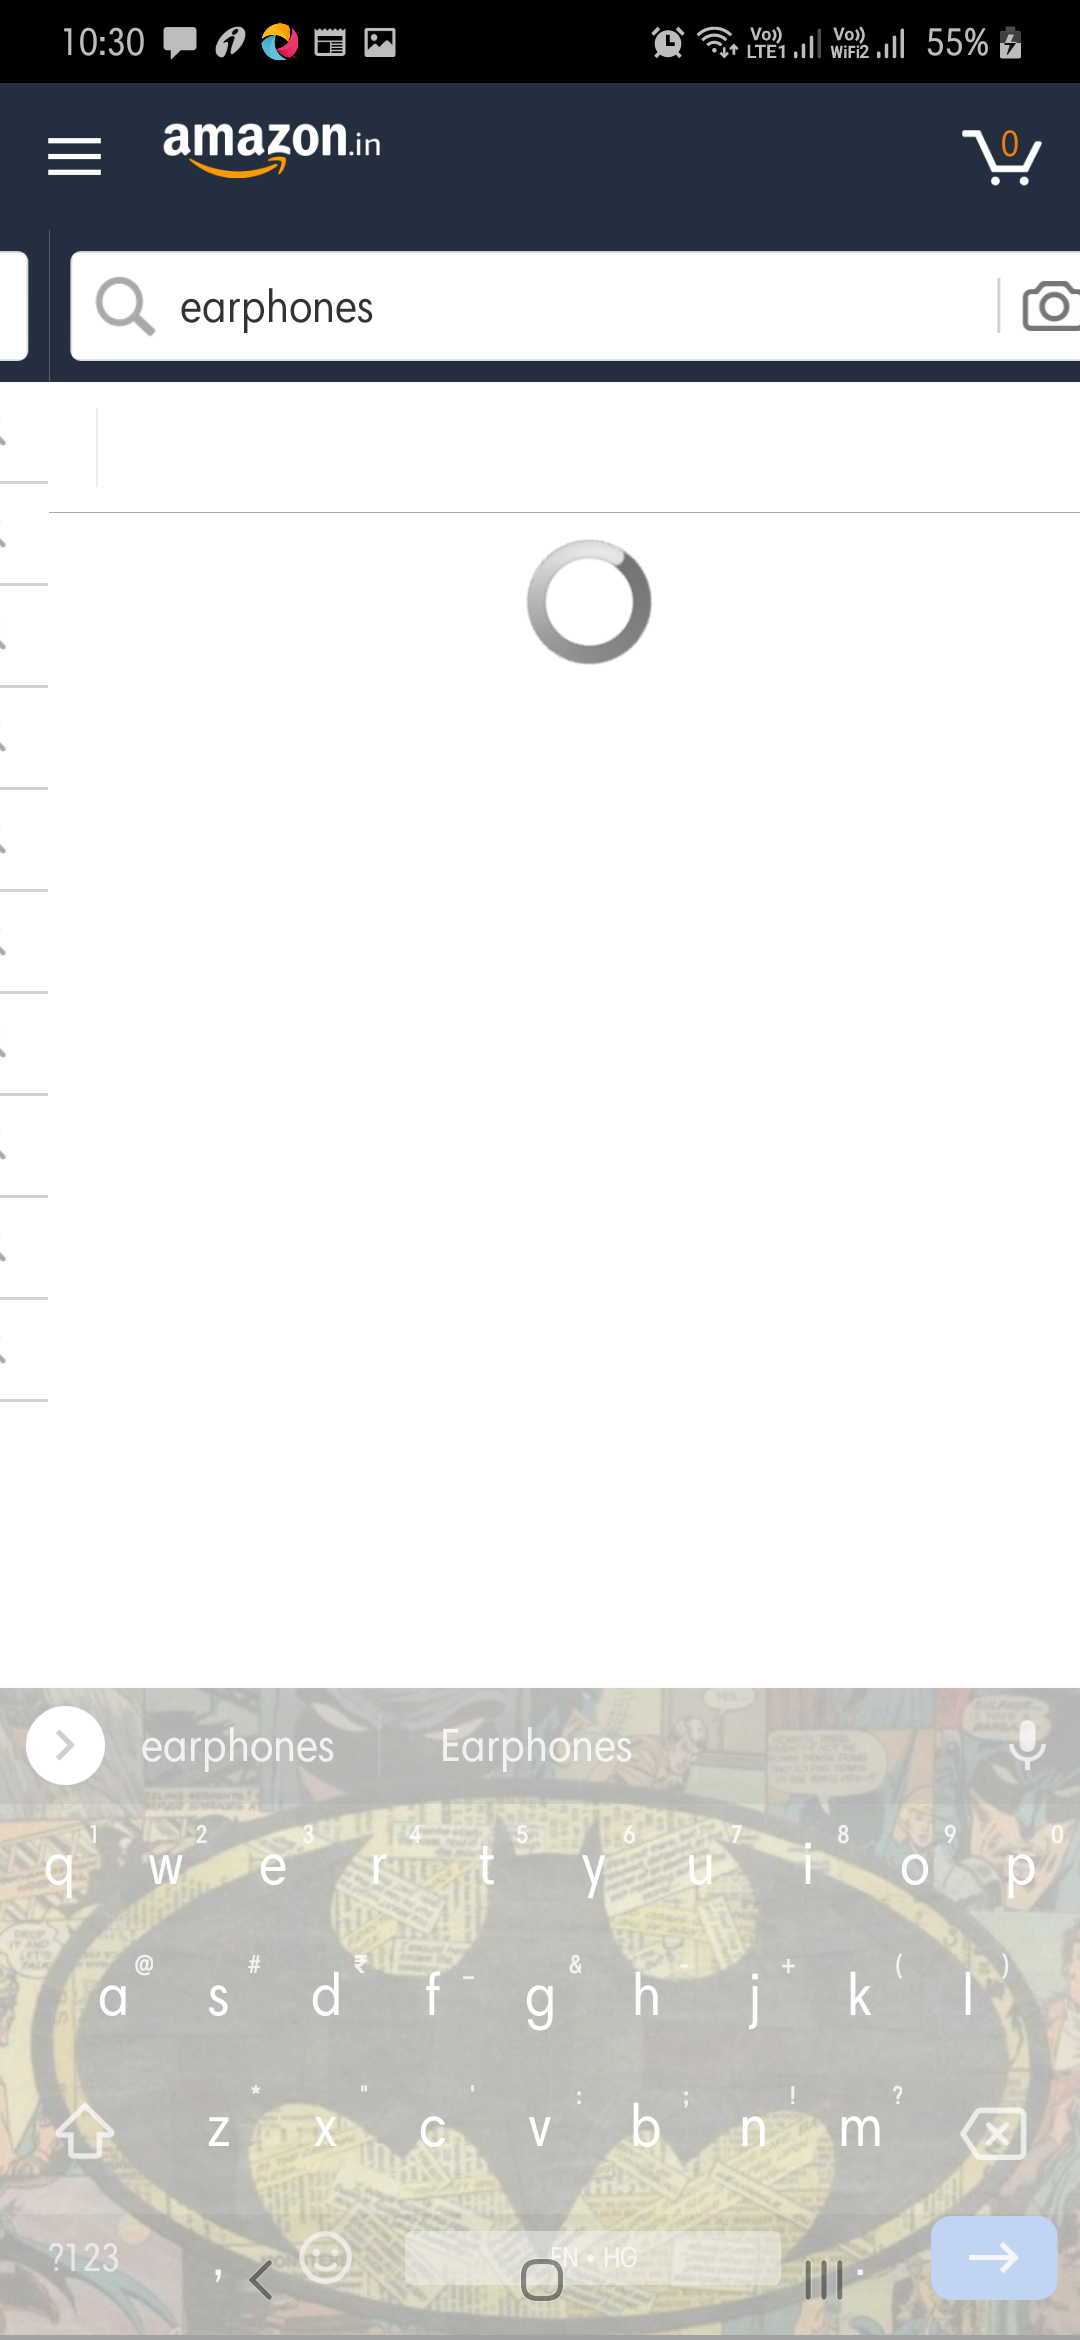 10:30 Vo)) LTE1 Vo)) WiFi2 55%
amazon.in 0
earphones
earphones Earphones
1 2 3 4 5 6 7 8 9 0
q w e r t y u i o p
@ # ₹ _ & - + ( )
a s d f g h j k l
* " ' : ; ! ?
z x c v b n m
?123 , EN • HG .